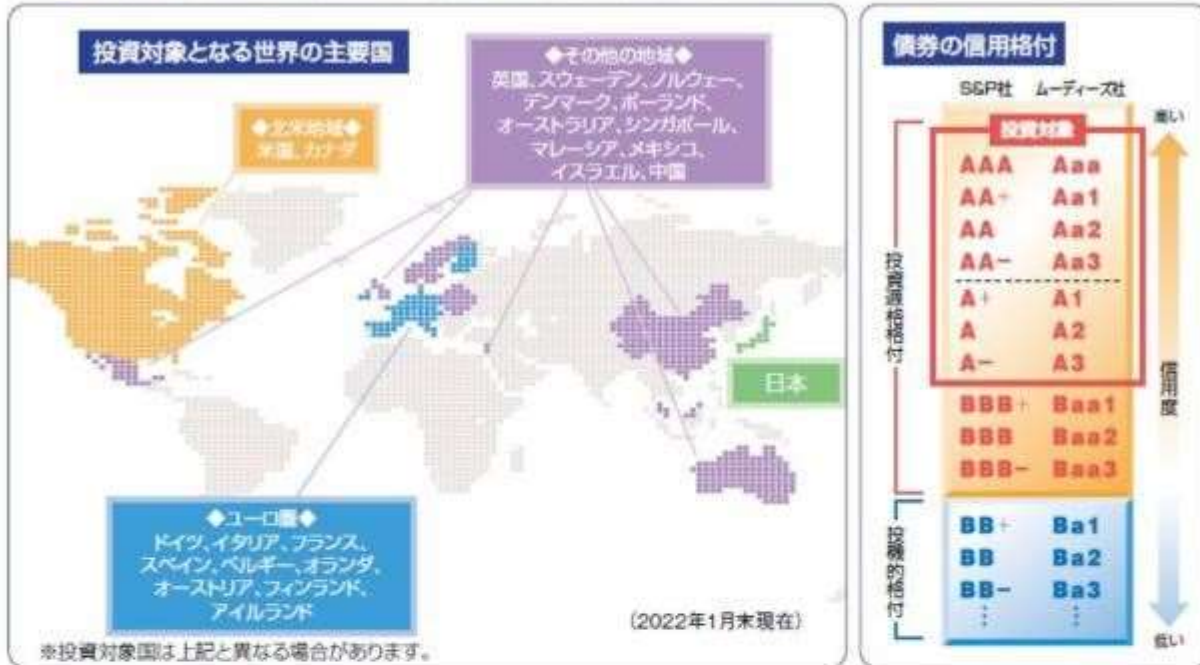 投資対象となる世界の主要国
◆北米地域◆
米国、カナダ
◆その他の地域◆
英国、スウェーデン、ノルウェー、
デンマーク、ポーランド、
オーストラリア、シンガポール、
マレーシア、メキシコ、
イスラエル、中国
日本
◆ユーロ圏◆
ドイツ、イタリア、フランス、
スペイン、ベルギー、オランダ、
オーストリア、フィンランド、
アイルランド
(2022年1月末現在)
※投資対象国は上記と異なる場合があります。
債券の信用格付
S&P社 ムーディーズ社
投資対象
高い
AAA Aaa
AA+ Aa1
AA Aa2
AA- Aa3
A+ A1
A A2
A- A3
BBB+ Baa1
BBB Baa2
BBB- Baa3
BB+ Ba1
BB Ba2
BB- Ba3
投資適格格付
投機的格付
信用度
低い